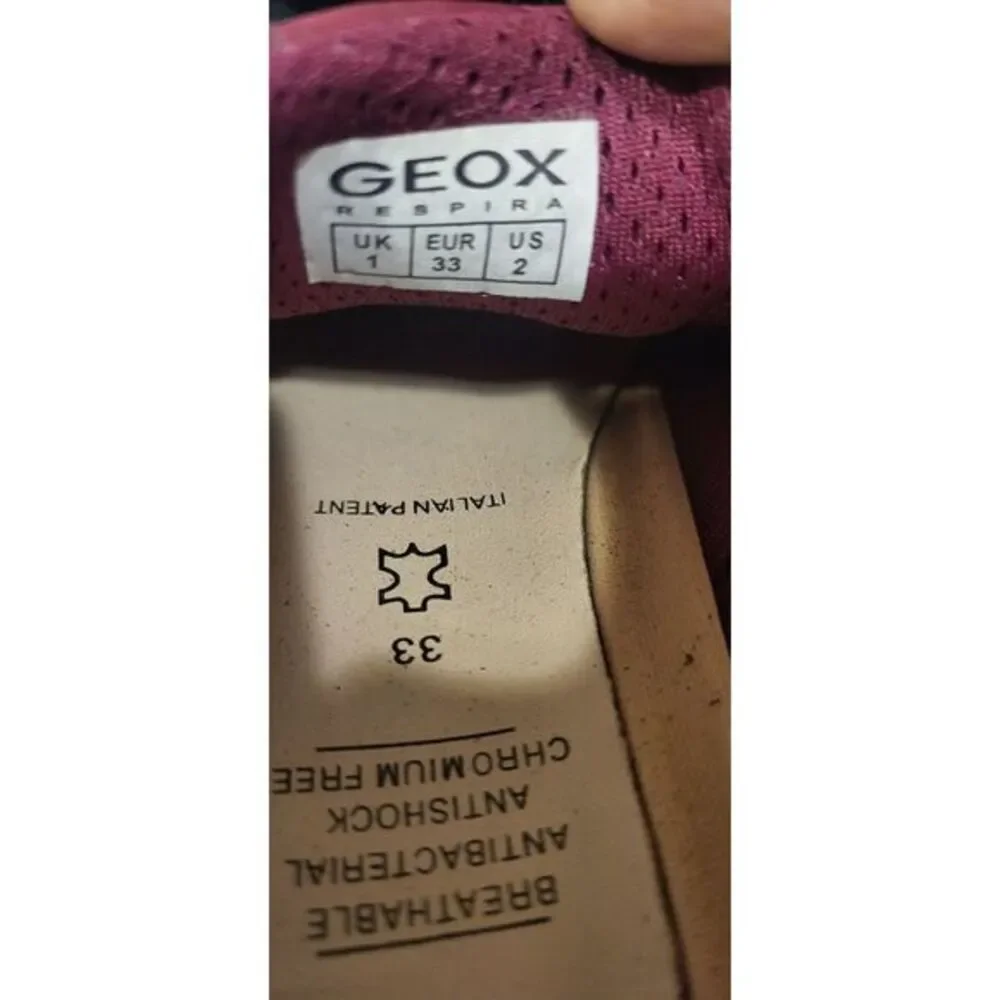 GEOX
RESPIRA
UK EUR US
1 33 2
BREATHABLE
ANTIBACTERIAL
ANTISHOCK
CHROMIUM FREE
33
ITALIAN PATENT